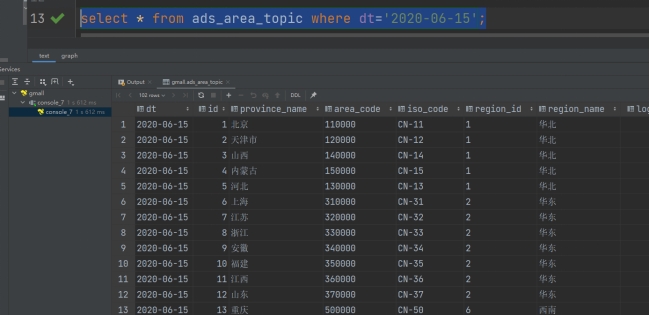 13 select * from ads_area_topic where dt='2020-06-15';
text graph
Services
Output gmall.ads_area_topic
gmall 102 rows DDL
console_7 1 s 612 ms dt id province_name area_code iso_code region_id region_name
console_7 1 s 612 ms 1 2020-06-15 1 北京 110000 CN-11 1 华北
2 2020-06-15 2 天津市 120000 CN-12 1 华北
3 2020-06-15 3 山西 140000 CN-14 1 华北
4 2020-06-15 4 内蒙古 150000 CN-15 1 华北
5 2020-06-15 5 河北 130000 CN-13 1 华北
6 2020-06-15 6 上海 310000 CN-31 2 华东
7 2020-06-15 7 江苏 320000 CN-32 2 华东
8 2020-06-15 8 浙江 330000 CN-33 2 华东
9 2020-06-15 9 安徽 340000 CN-34 2 华东
10 2020-06-15 10 福建 350000 CN-35 2 华东
11 2020-06-15 11 江西 360000 CN-36 2 华东
12 2020-06-15 12 山东 370000 CN-37 2 华东
13 2020-06-15 13 重庆 500000 CN-50 6 西南